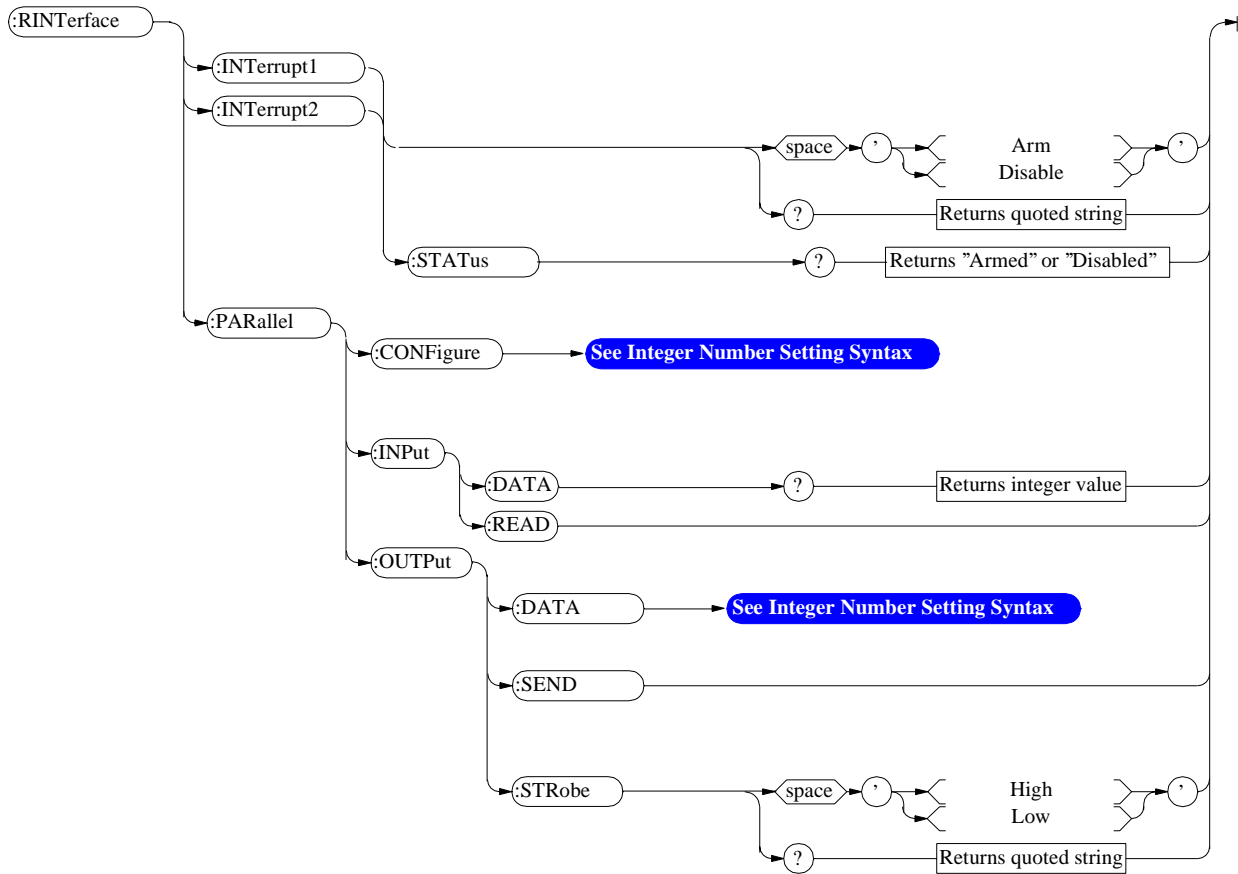 :RINTerface
:INTerrupt1
:INTerrupt2
space ’ Arm ’
Disable
? Returns quoted string
:STATus ? Returns ”Armed” or ”Disabled”
:PARallel
:CONFigure See Integer Number Setting Syntax
:INPut
:DATA ? Returns integer value
:READ
:OUTPut
:DATA See Integer Number Setting Syntax
:SEND
:STRobe space ’ High ’
Low
? Returns quoted string